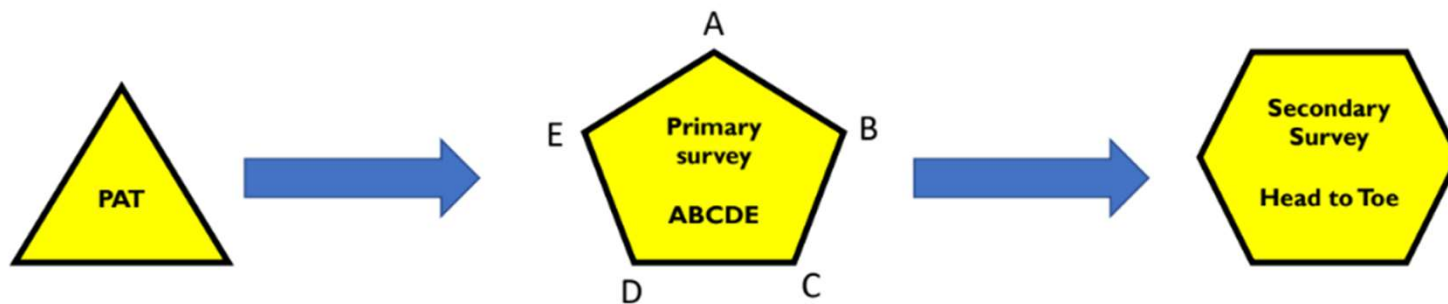 PAT
A
B
C
D
E
Primary
survey
ABCDE
Secondary
Survey
Head to Toe